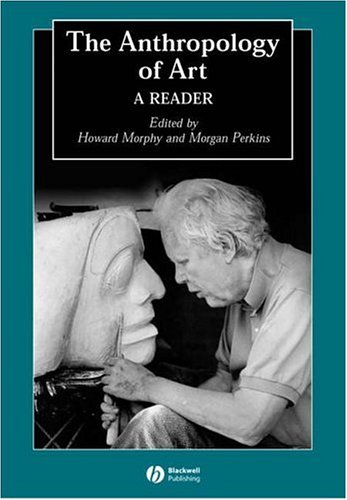 The Anthropology
of Art
A READER
Edited by
Howard Morphy and Morgan Perkins
Blackwell
Publishing